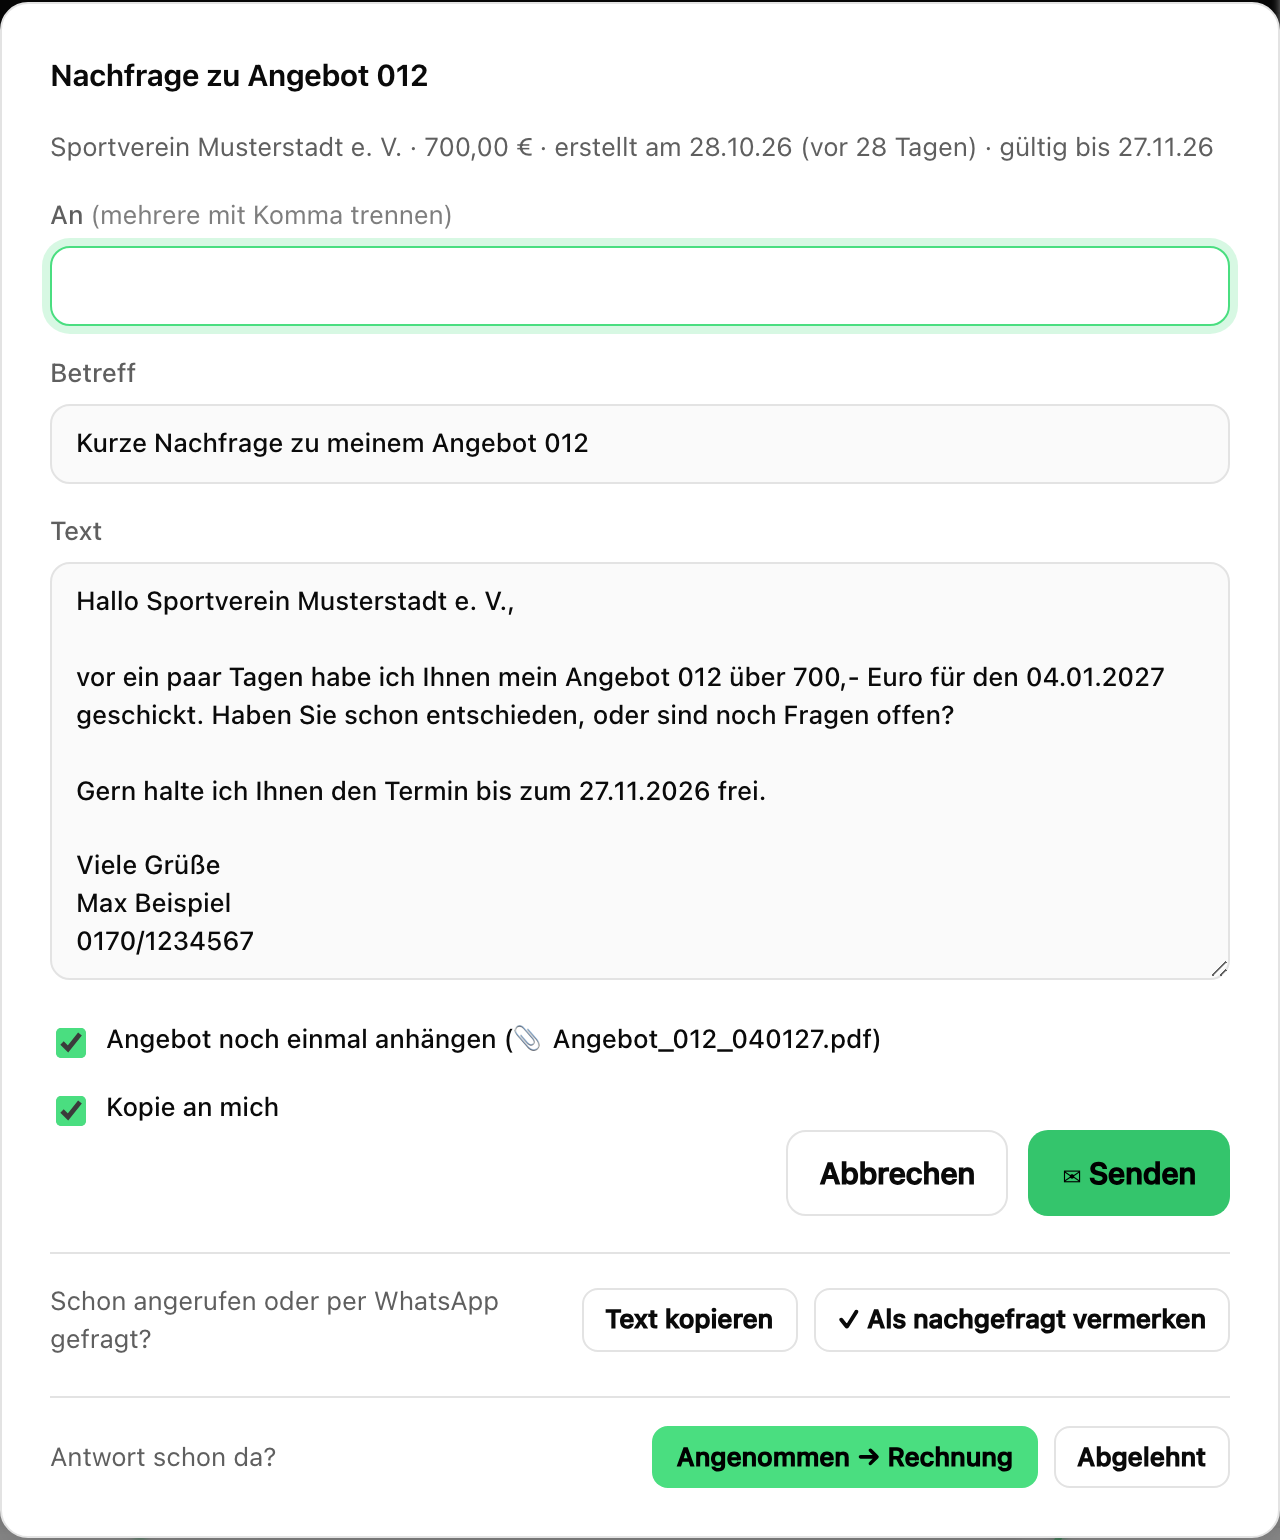 Nachfrage zu Angebot 012
Sportverein Musterstadt e. V. · 700,00 € · erstellt am 28.10.26 (vor 28 Tagen) · gültig bis 27.11.26
An (mehrere mit Komma trennen)
Betreff
Kurze Nachfrage zu meinem Angebot 012
Text
Hallo Sportverein Musterstadt e. V.,
vor ein paar Tagen habe ich Ihnen mein Angebot 012 über 700,- Euro für den 04.01.2027
geschickt. Haben Sie schon entschieden, oder sind noch Fragen offen?
Gern halte ich Ihnen den Termin bis zum 27.11.2026 frei.
Viele Grüße
Max Beispiel
0170/1234567
Angebot noch einmal anhängen (📎 Angebot_012_040127.pdf)
Kopie an mich
Abbrechen
✉ Senden
Schon angerufen oder per WhatsApp
gefragt?
Text kopieren
✓ Als nachgefragt vermerken
Antwort schon da?
Angenommen → Rechnung
Abgelehnt